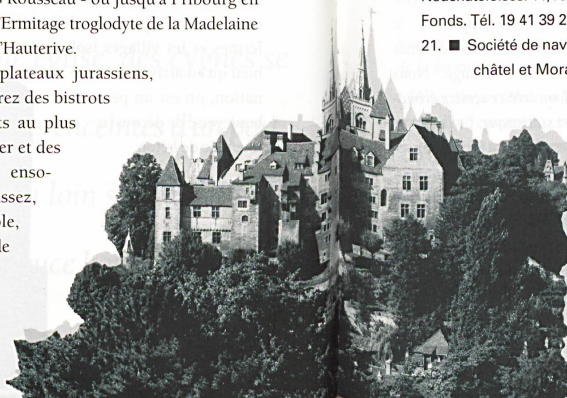 s Rousseau - ou jusqu'à Fribourg en
l'Ermitage troglodyte de la Madelaine
l'Hauterive.
plateaux jurassiens,
rez des bistrots
ts au plus
er et des
enso-
ssez,
ole,
le
Fonds. Tél. 19 41 39 2
21. ■ Société de nav
châtel et Mora